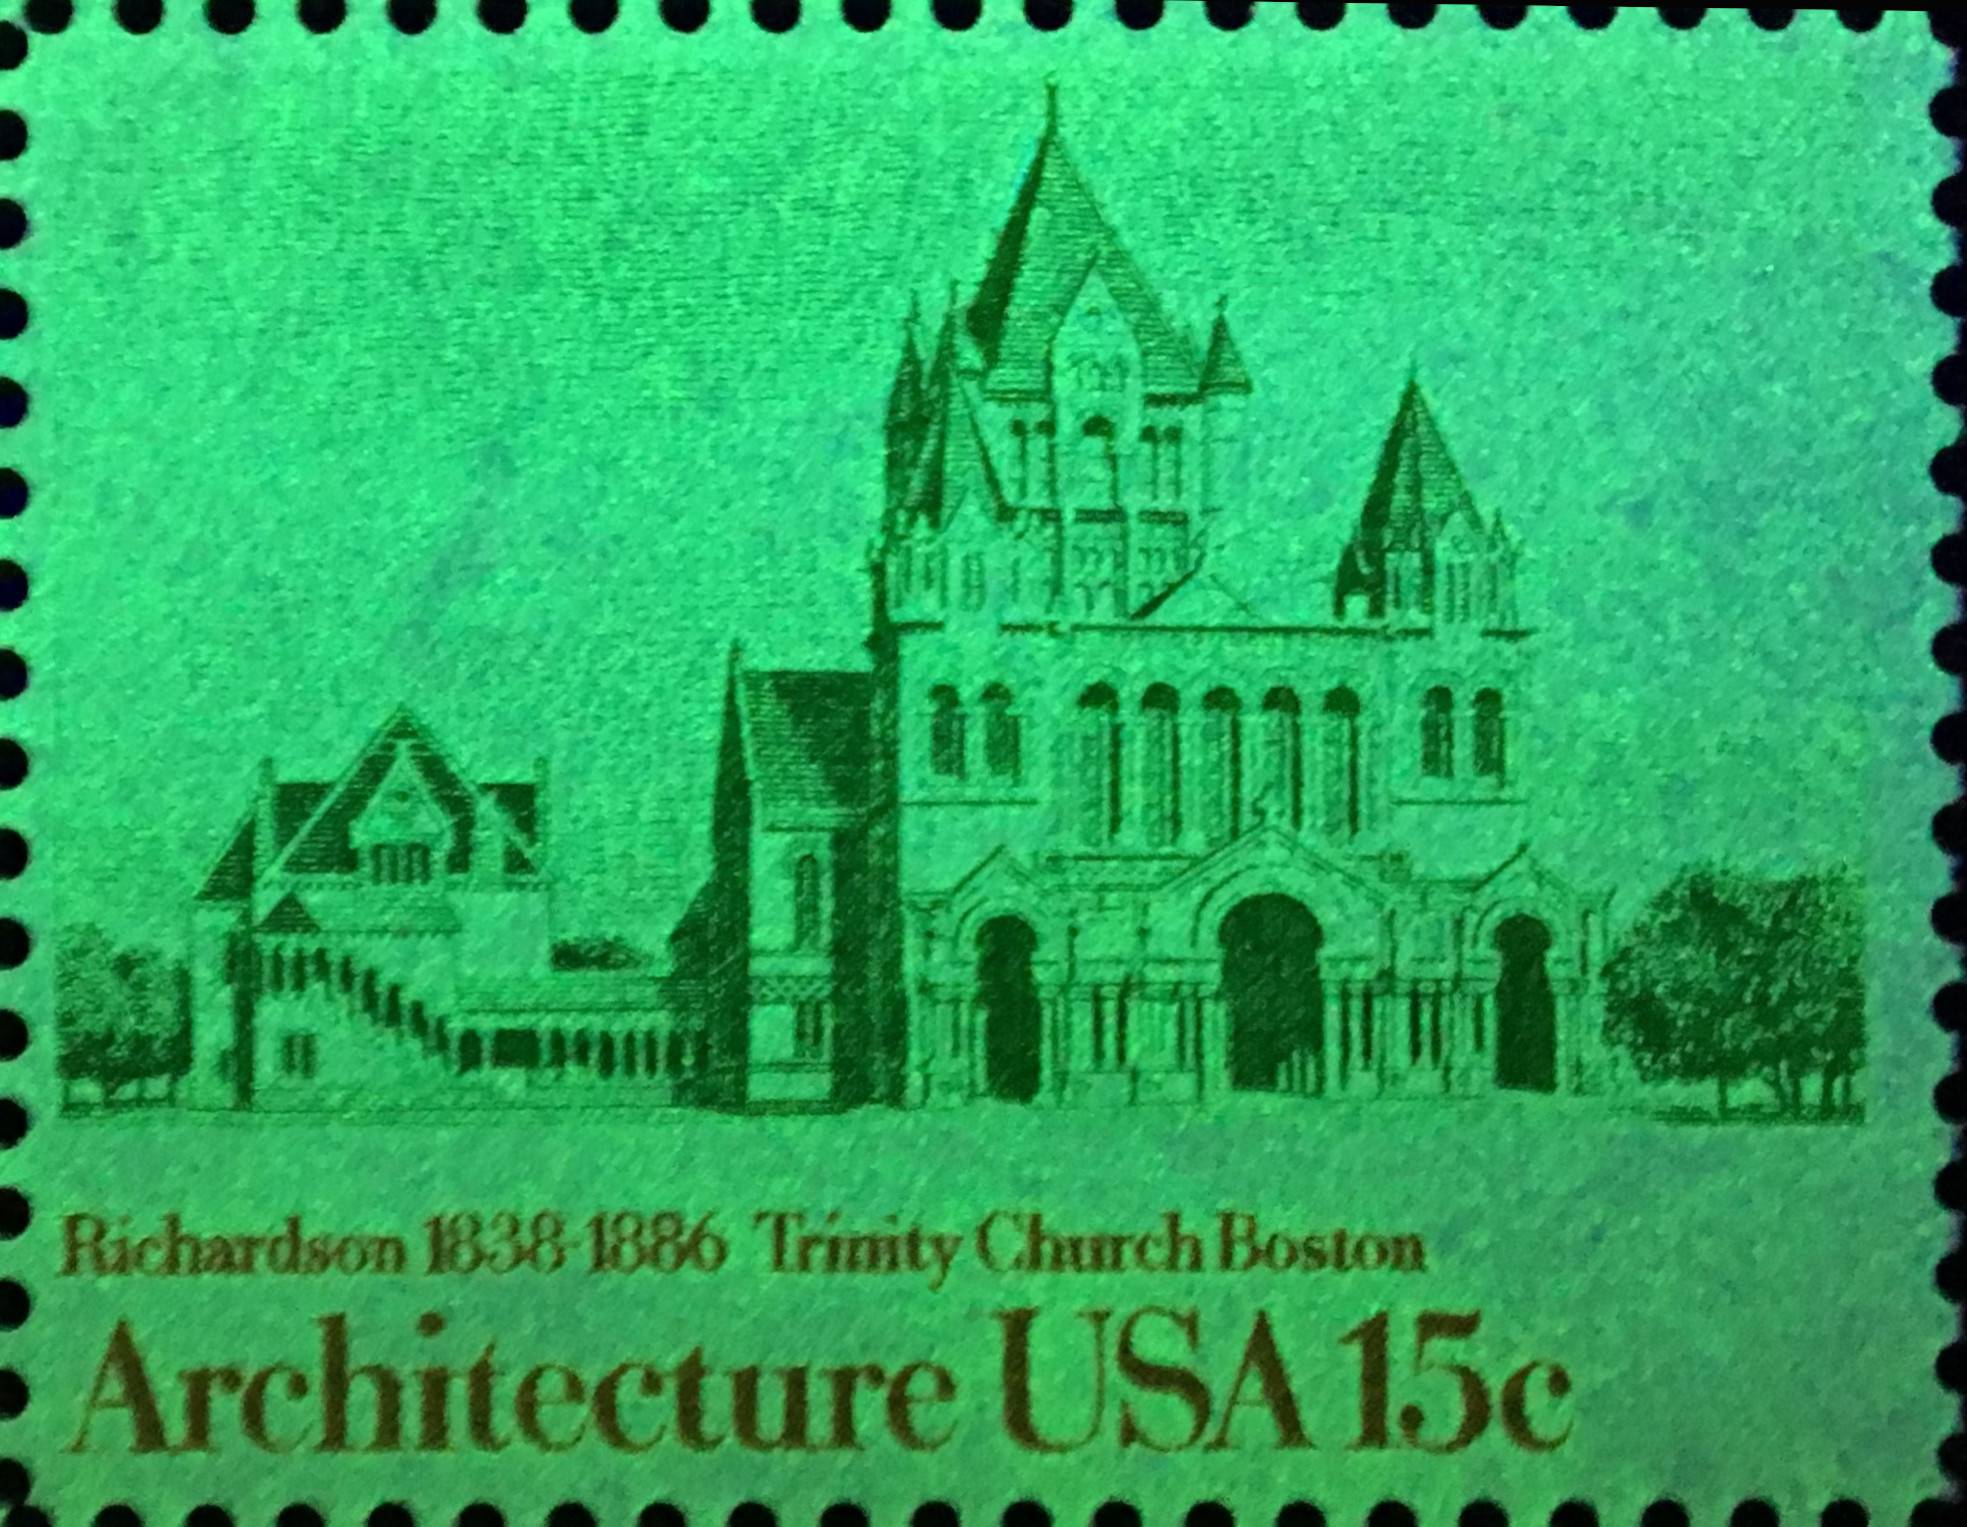 Richardson 1838-1886 Trinity Church Boston
Architecture USA 15c